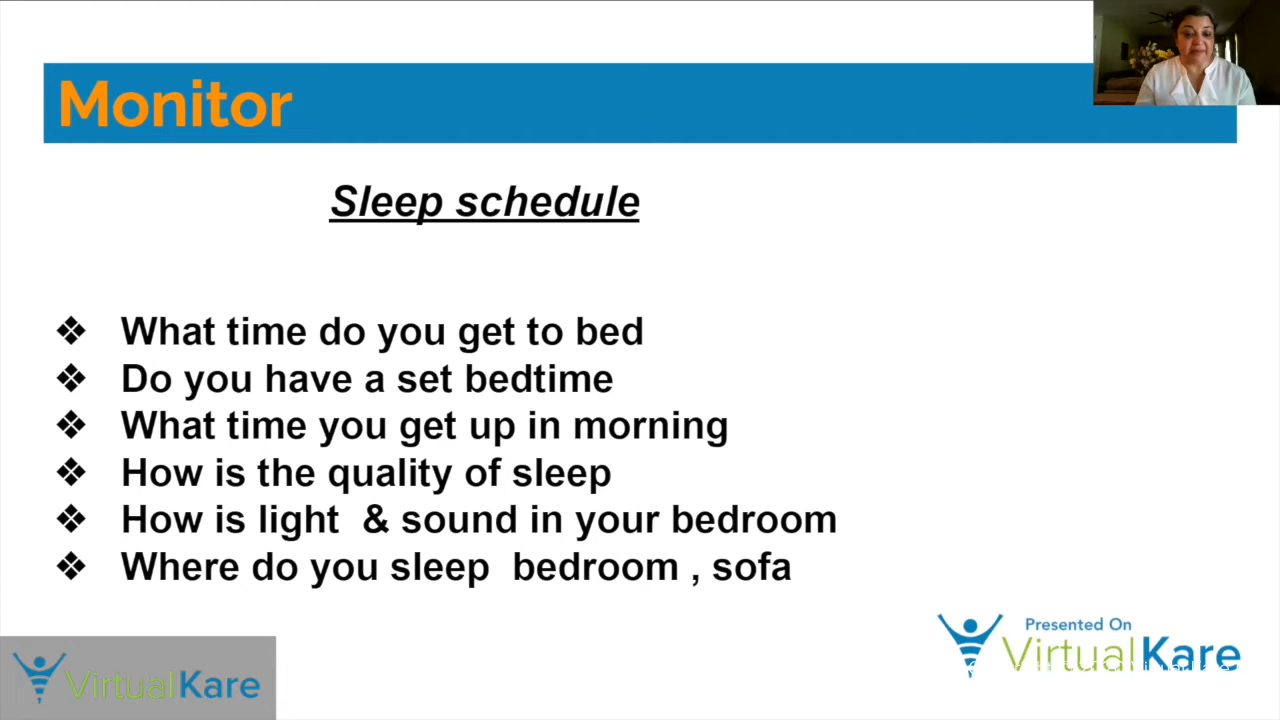 Monitor
Sleep schedule
❖ What time do you get to bed
❖ Do you have a set bedtime
❖ What time you get up in morning
❖ How is the quality of sleep
❖ How is light & sound in your bedroom
❖ Where do you sleep bedroom , sofa
Presented On
VirtualKare
VirtualKare